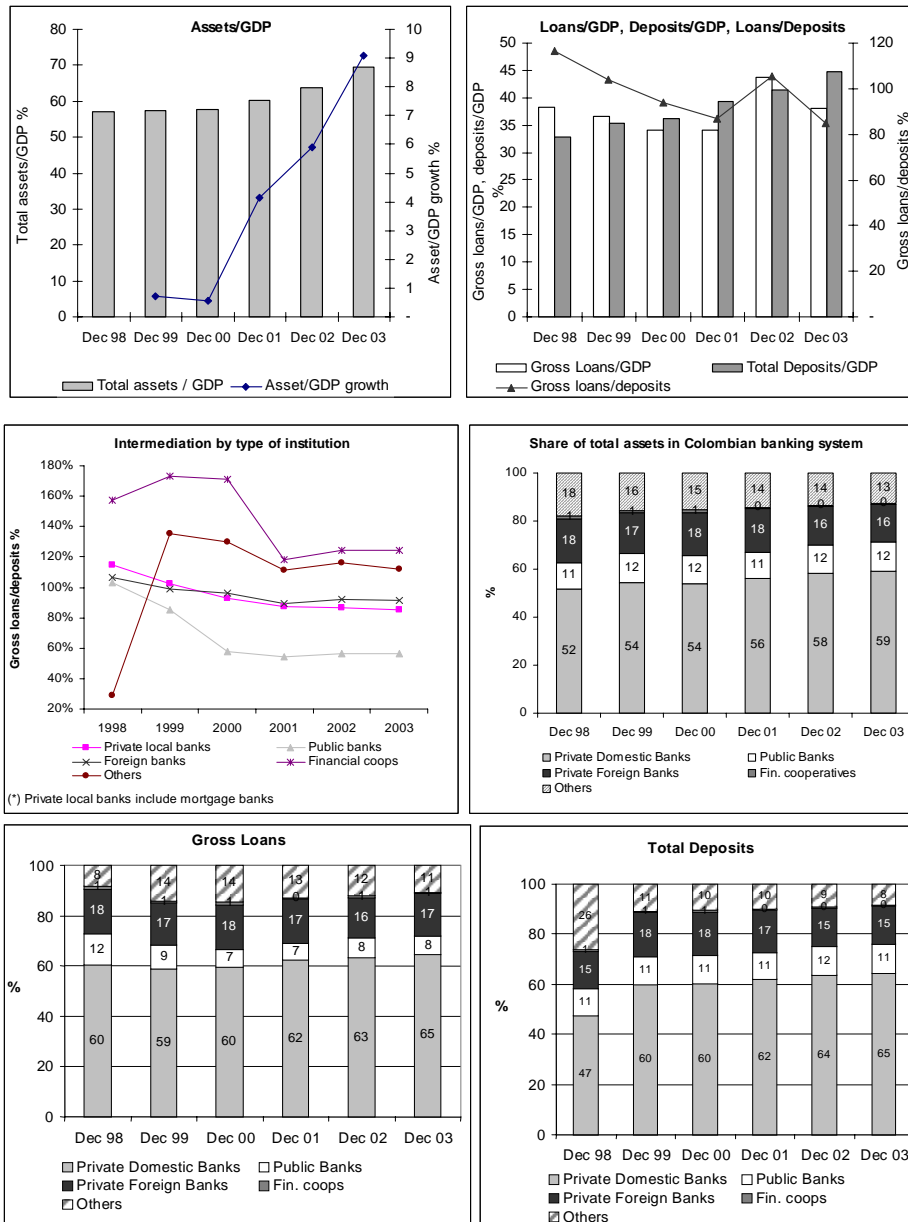 Assets/GDP
Total assets/GDP %
80
70
60
50
40
30
20
10
0
10
9
8
7
6
5
4
3
2
1
-
Asset/GDP growth %
Dec 98 Dec 99 Dec 00 Dec 01 Dec 02 Dec 03
Total assets / GDP Asset/GDP growth
Loans/GDP, Deposits/GDP, Loans/Deposits
Gross loans/GDP, deposits/GDP
%
50
45
40
35
30
25
20
15
10
5
0
120
100
80
60
40
20
-
Gross loans/deposits %
Dec 98 Dec 99 Dec 00 Dec 01 Dec 02 Dec 03
Gross Loans/GDP Total Deposits/GDP
Gross loans/deposits
Intermediation by type of institution
Gross loans/deposits %
180%
160%
140%
120%
100%
80%
60%
40%
20%
1998 1999 2000 2001 2002 2003
Private local banks Public banks
Foreign banks Financial coops
Others
(*) Private local banks include mortgage banks
Share of total assets in Colombian banking system
%
100
80
60
40
20
0
18 16 15 14 14 13
1 1 1 0 0 0
18 17 18 18 16 16
11 12 12 11 12 12
52 54 54 56 58 59
Dec 98 Dec 99 Dec 00 Dec 01 Dec 02 Dec 03
Private Domestic Banks Public Banks
Private Foreign Banks Fin. cooperatives
Others
Gross Loans
%
100
80
60
40
20
0
8 14 14 13 12 11
1 1 1 0 1 1
18 17 18 17 16 17
12 9 7 7 8 8
60 59 60 62 63 65
Dec 98 Dec 99 Dec 00 Dec 01 Dec 02 Dec 03
Private Domestic Banks Public Banks
Private Foreign Banks Fin. coops
Others
Total Deposits
%
100
80
60
40
20
0
26 11 10 10 9 8
1 1 1 0 0 0
15 18 18 17 15 15
11 11 11 11 12 11
47 60 60 62 64 65
Dec 98 Dec 99 Dec 00 Dec 01 Dec 02 Dec 03
Private Domestic Banks Public Banks
Private Foreign Banks Fin. coops
Others